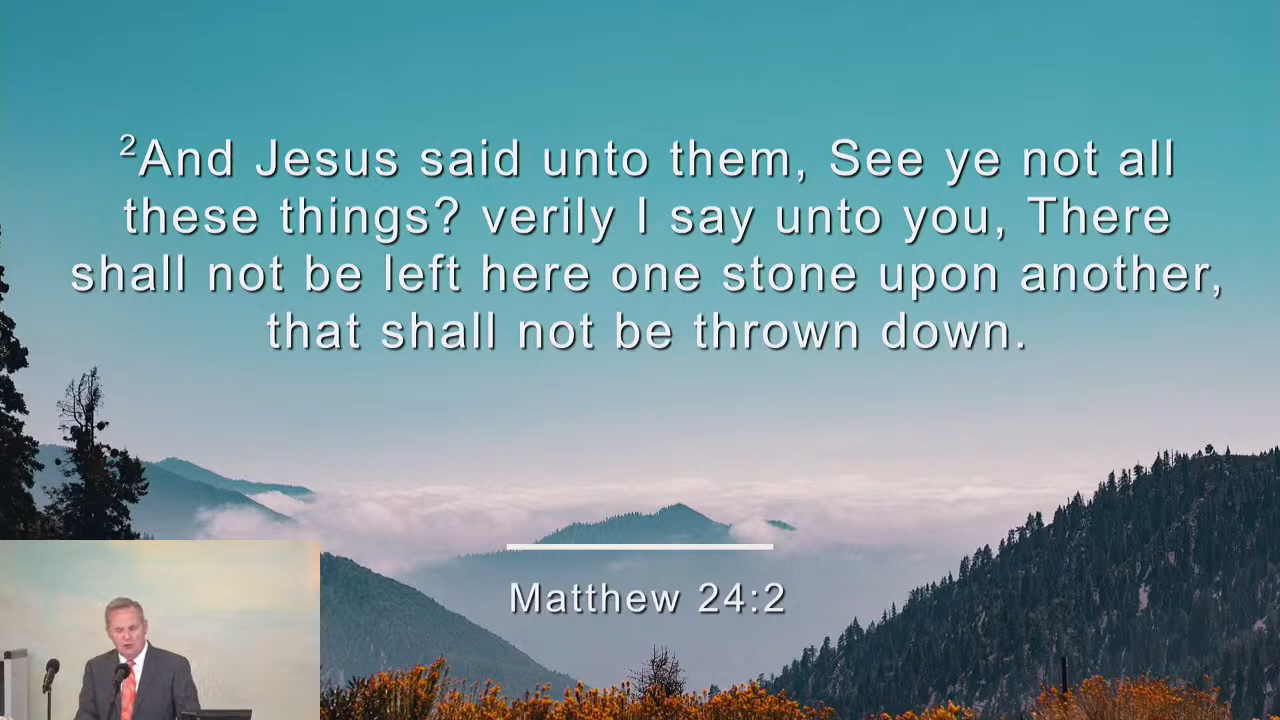 ²And Jesus said unto them, See ye not all
these things? verily I say unto you, There
shall not be left here one stone upon another,
that shall not be thrown down.
Matthew 24:2